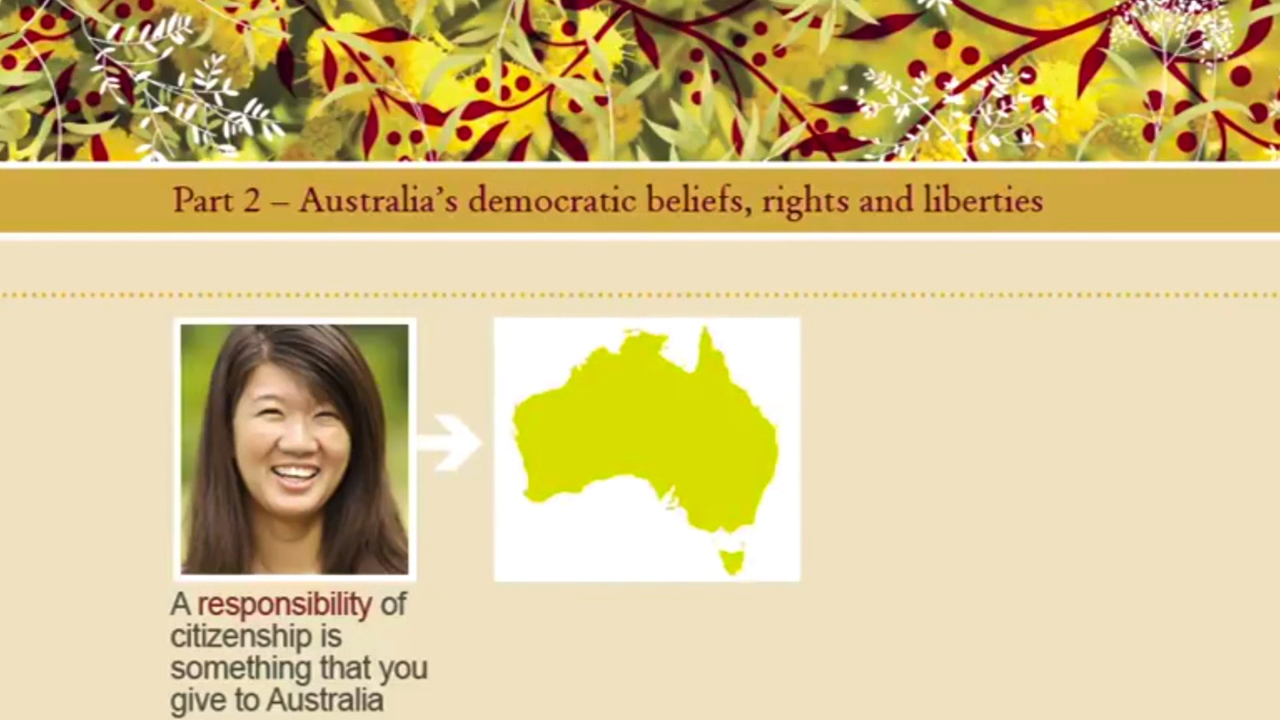 Part 2 – Australia’s democratic beliefs, rights and liberties
A responsibility of
citizenship is
something that you
give to Australia